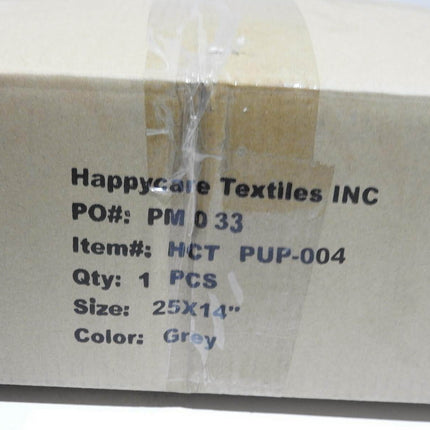 Happycare Textiles INC
PO#: PM 0 33
Item#: HCT PUP-004
Qty: 1 PCS
Size: 25X14"
Color: Grey